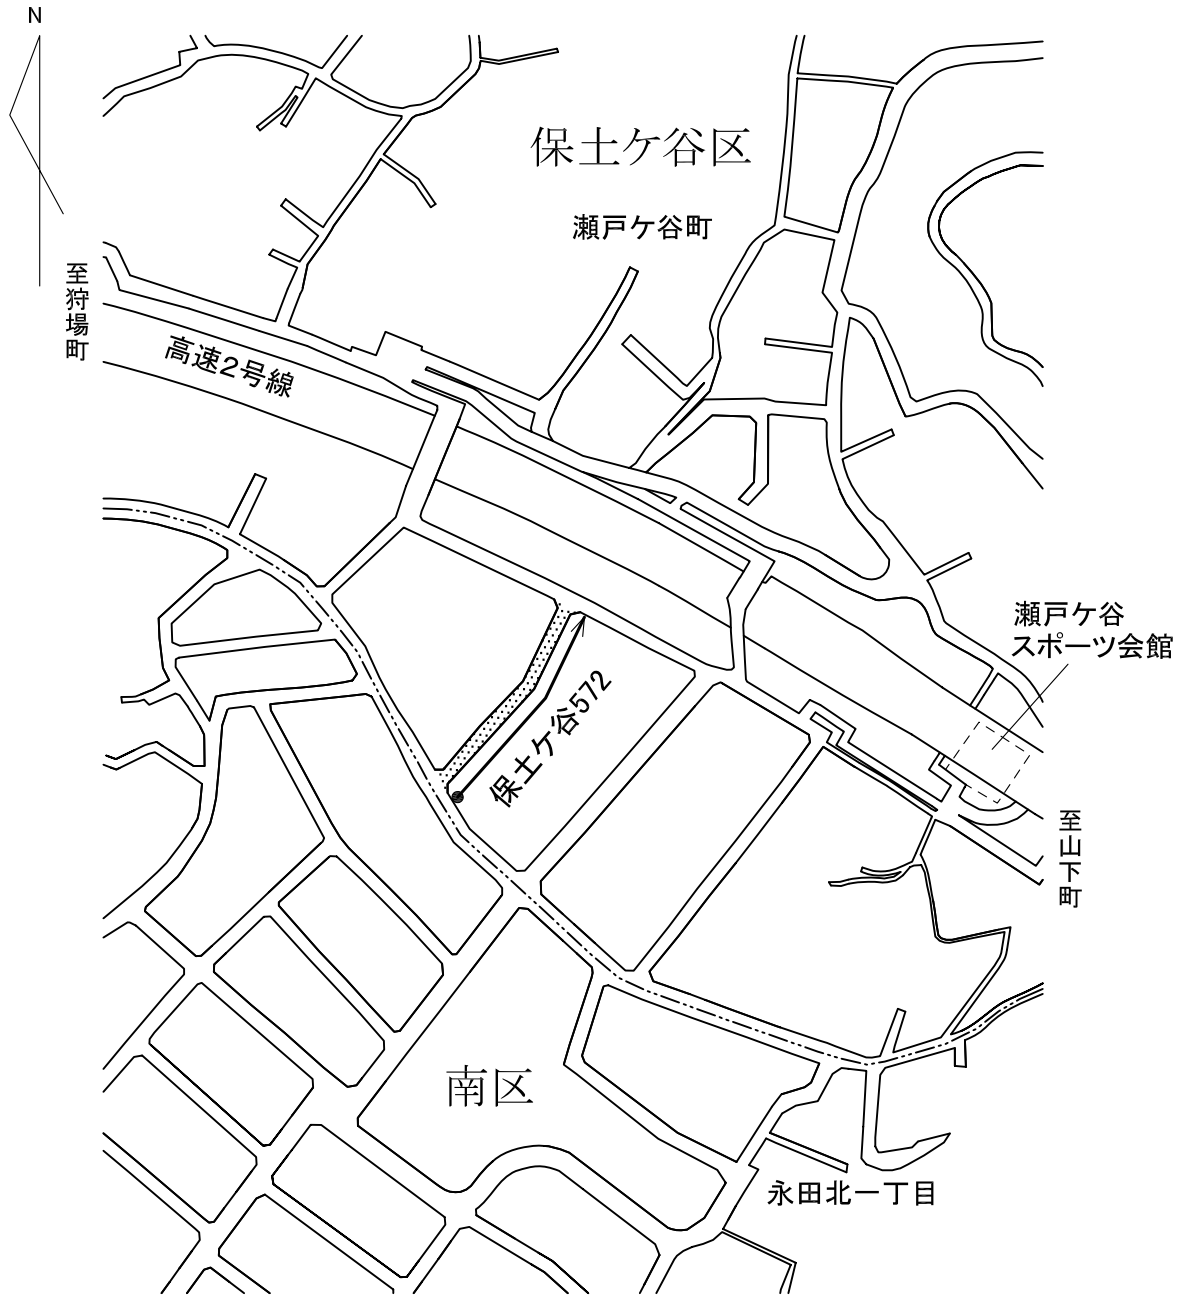 N
保土ケ谷区
瀬戸ケ谷町
至狩場町
高速2号線
瀬戸ケ谷
スポーツ会館
保土ケ谷572
至山下町
南区
永田北一丁目